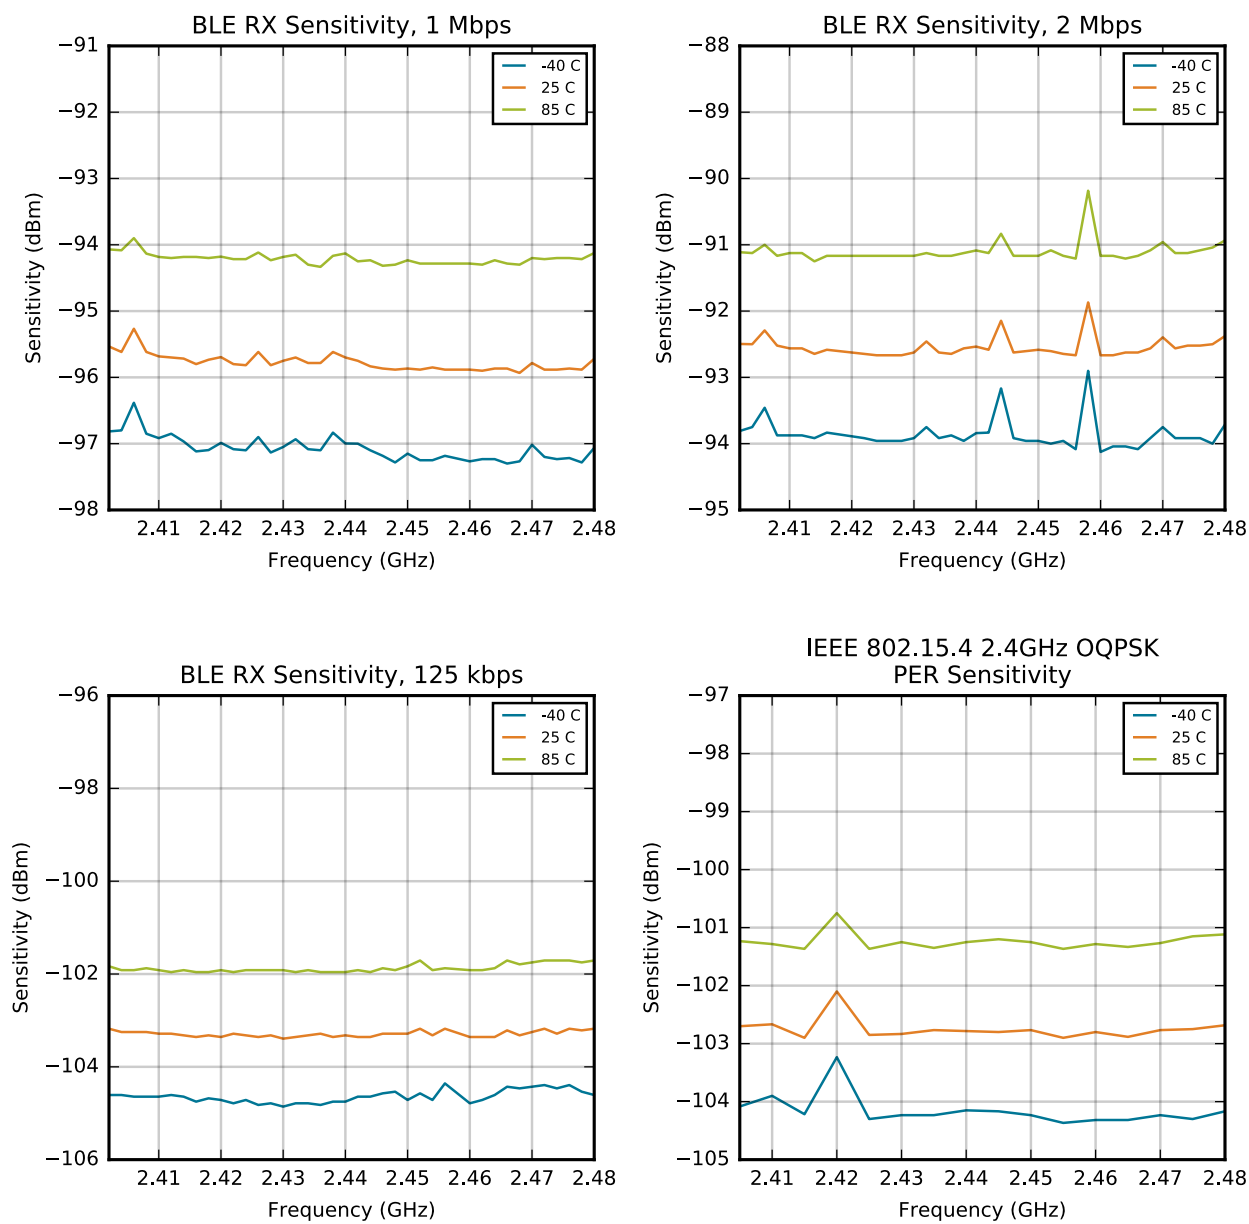 BLE RX Sensitivity, 1 Mbps
−91
−92
−93
−94
−95
−96
−97
−98
Sensitivity (dBm)
-40 C
25 C
85 C
2.41 2.42 2.43 2.44 2.45 2.46 2.47 2.48
Frequency (GHz)
BLE RX Sensitivity, 2 Mbps
−88
−89
−90
−91
−92
−93
−94
−95
Sensitivity (dBm)
-40 C
25 C
85 C
2.41 2.42 2.43 2.44 2.45 2.46 2.47 2.48
Frequency (GHz)
BLE RX Sensitivity, 125 kbps
−96
−98
−100
−102
−104
−106
Sensitivity (dBm)
-40 C
25 C
85 C
2.41 2.42 2.43 2.44 2.45 2.46 2.47 2.48
Frequency (GHz)
IEEE 802.15.4 2.4GHz OQPSK
PER Sensitivity
−97
−98
−99
−100
−101
−102
−103
−104
−105
Sensitivity (dBm)
-40 C
25 C
85 C
2.41 2.42 2.43 2.44 2.45 2.46 2.47 2.48
Frequency (GHz)